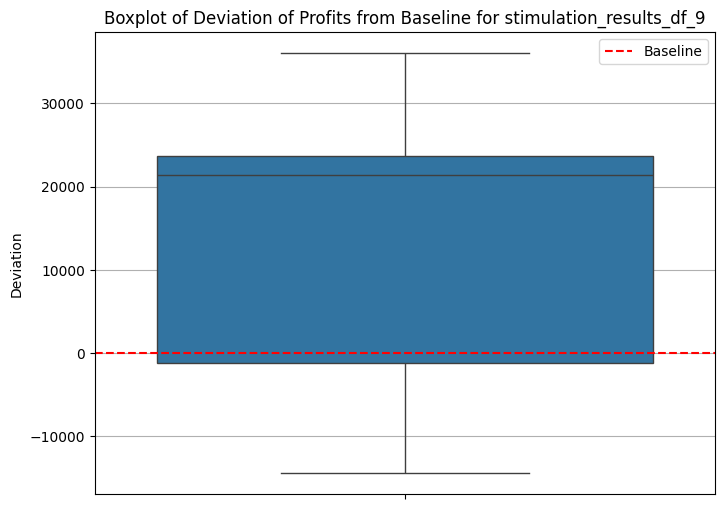 Boxplot of Deviation of Profits from Baseline for stimulation_results_df_9
Baseline
30000
20000
10000
0
−10000
Deviation